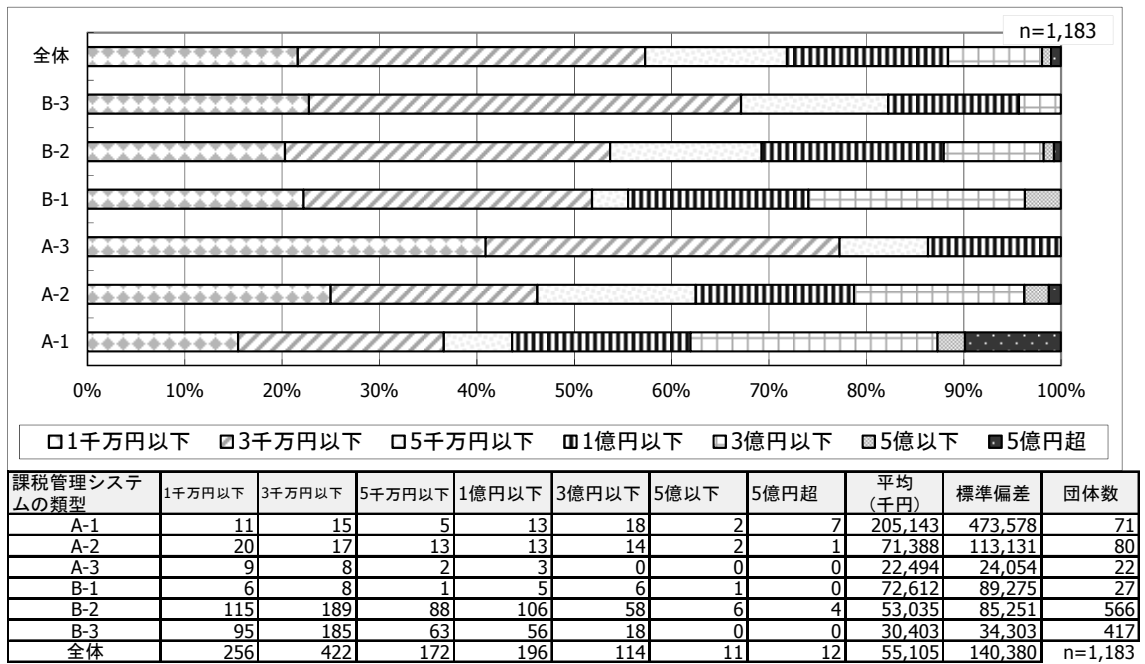 n=1,183
全体
B-3
B-2
B-1
A-3
A-2
A-1
0% 10% 20% 30% 40% 50% 60% 70% 80% 90% 100%
1千万円以下 3千万円以下 5千万円以下 1億円以下 3億円以下 5億以下 5億円超
課税管理システムの類型 1千万円以下 3千万円以下 5千万円以下 1億円以下 3億円以下 5億以下 5億円超 平均（千円） 標準偏差 団体数
A-1 11 15 5 13 18 2 7 205,143 473,578 71
A-2 20 17 13 13 14 2 1 71,388 113,131 80
A-3 9 8 2 3 0 0 0 22,494 24,054 22
B-1 6 8 1 5 6 1 0 72,612 89,275 27
B-2 115 189 88 106 58 6 4 53,035 85,251 566
B-3 95 185 63 56 18 0 0 30,403 34,303 417
全体 256 422 172 196 114 11 12 55,105 140,380 n=1,183